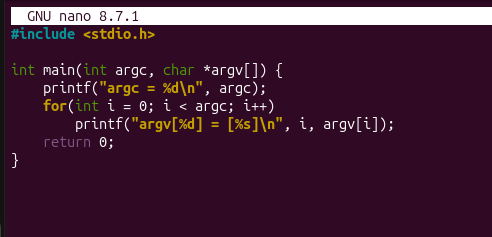 GNU nano 8.7.1
#include <stdio.h>
int main(int argc, char *argv[]) {
    printf("argc = %d\n", argc);
    for(int i = 0; i < argc; i++)
        printf("argv[%d] = [%s]\n", i, argv[i]);
    return 0;
}